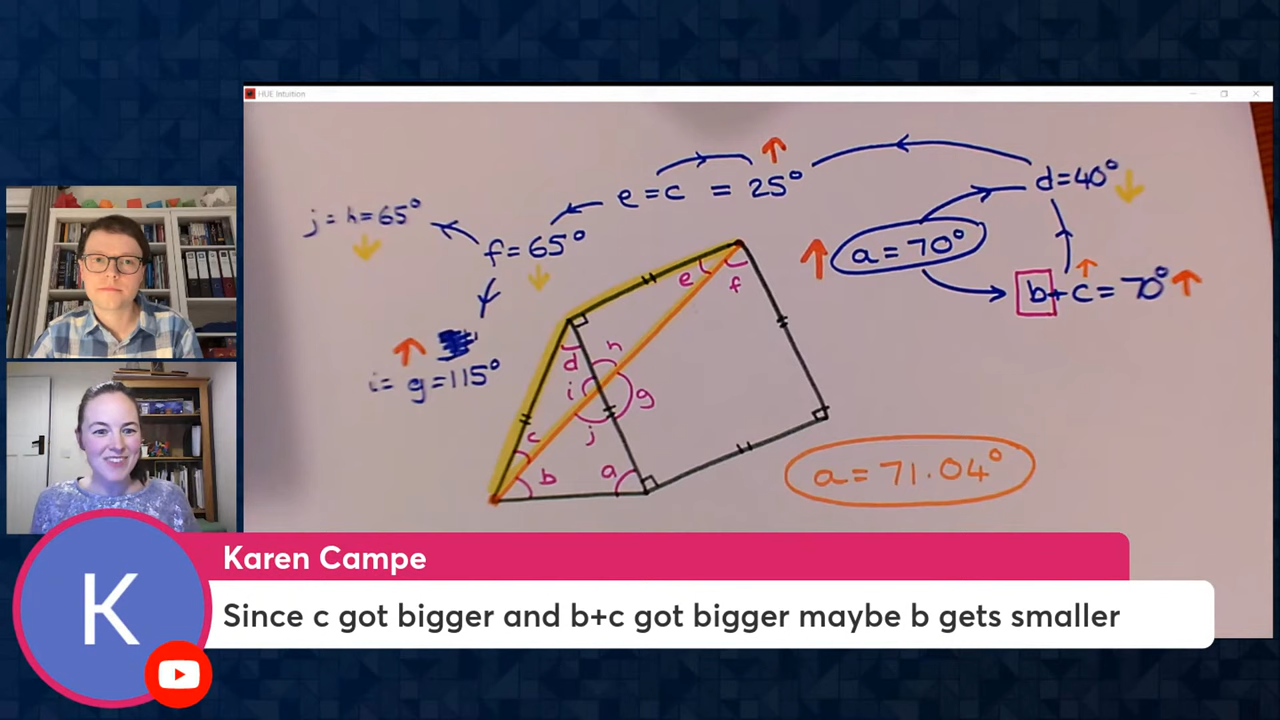 HUE Intuition
e = c = 25°
d = 40°
j = h = 65°
f = 65°
a = 70°
b + c = 70°
i = g = 115°
e
f
d
h
i
g
c
j
b
a
a = 71.04°
Karen Campe
K
Since c got bigger and b+c got bigger maybe b gets smaller